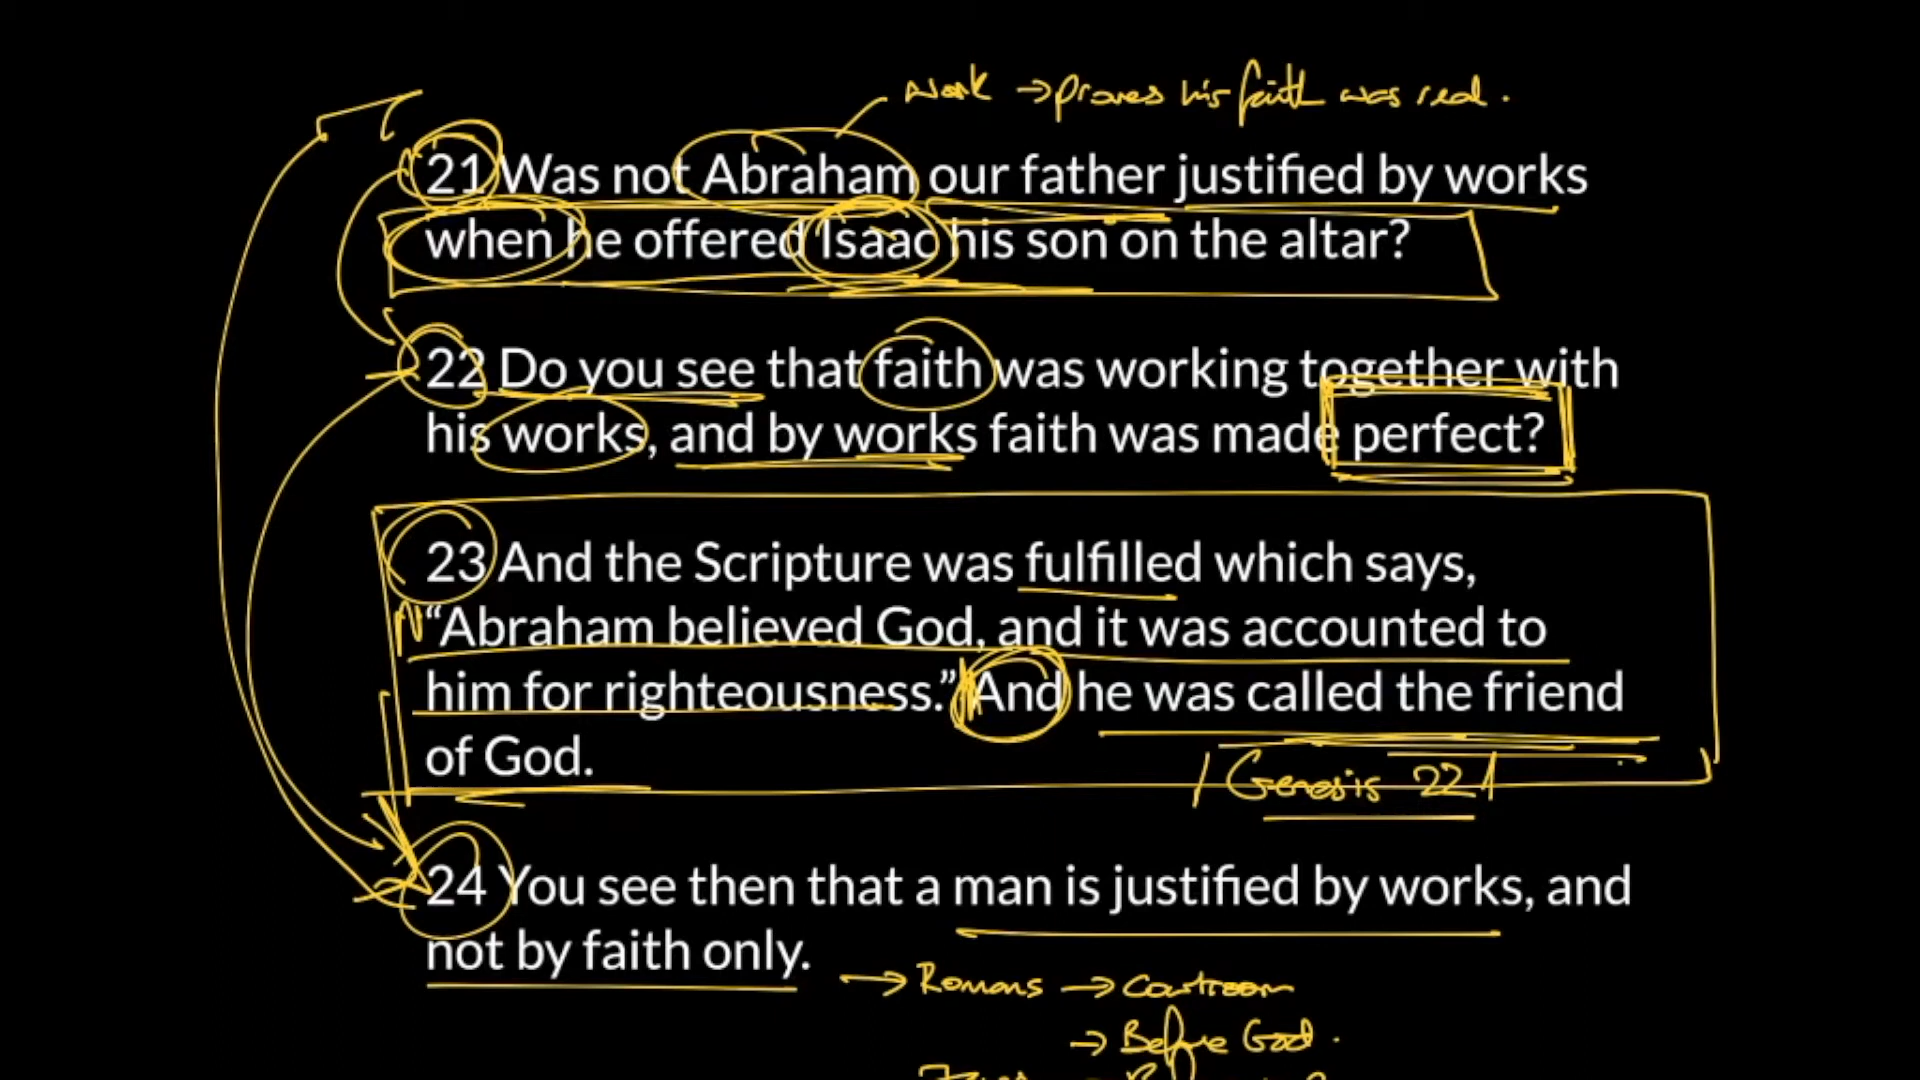 work → proves his faith was real.
21 Was not Abraham our father justified by works
when he offered Isaac his son on the altar?
22 Do you see that faith was working together with
his works, and by works faith was made perfect?
23 And the Scripture was fulfilled which says,
“Abraham believed God, and it was accounted to
him for righteousness.” And he was called the friend
of God.
Genesis 22
24 You see then that a man is justified by works, and
not by faith only.
→ Romans → Courtroom
→ Before God.